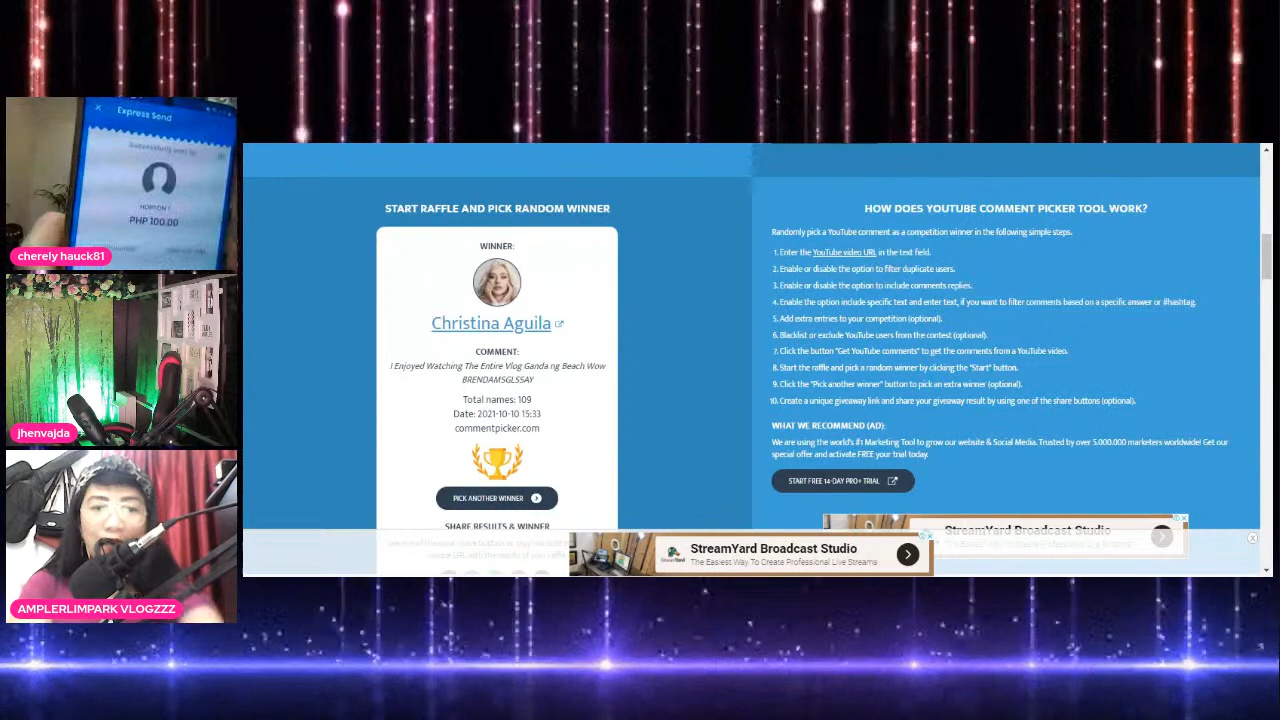 Express Send
PHP 100.00
cherely hauck81
jhenvajda
AMPLERLIMPARK VLOGZZZ
START RAFFLE AND PICK RANDOM WINNER
WINNER:
Christina Aguila
COMMENT:
I Enjoyed Watching The Entire Vlog Ganda ng Beach Wow
BRENDAMSGLSSAY
Total names: 109
Date: 2021-10-10 15:33
commentpicker.com
PICK ANOTHER WINNER
SHARE RESULTS & WINNER
HOW DOES YOUTUBE COMMENT PICKER TOOL WORK?
Randomly pick a YouTube comment as a competition winner in the following simple steps.
1. Enter the YouTube video URL in the text field.
2. Enable or disable the option to filter duplicate users.
3. Enable or disable the option to include comments replies.
4. Enable the option include specific text and enter text, if you want to filter comments based on a specific answer or #hashtag.
5. Add extra entries to your competition (optional).
6. Blacklist or exclude YouTube users from the contest (optional).
7. Click the button "Get YouTube comments" to get the comments from a YouTube video.
8. Start the raffle and pick a random winner by clicking the "Start" button.
9. Click the "Pick another winner" button to pick an extra winner (optional).
10. Create a unique giveaway link and share your giveaway result by using one of the share buttons (optional).
WHAT WE RECOMMEND (AD):
We are using the world's #1 Marketing Tool to grow our website & Social Media. Trusted by over 5.000.000 marketers worldwide! Get our
special offer and activate FREE your trial today.
START FREE 14-DAY PRO+ TRIAL
StreamYard Broadcast Studio
StreamYard Broadcast Studio
The Easiest Way To Create Professional Live Streams